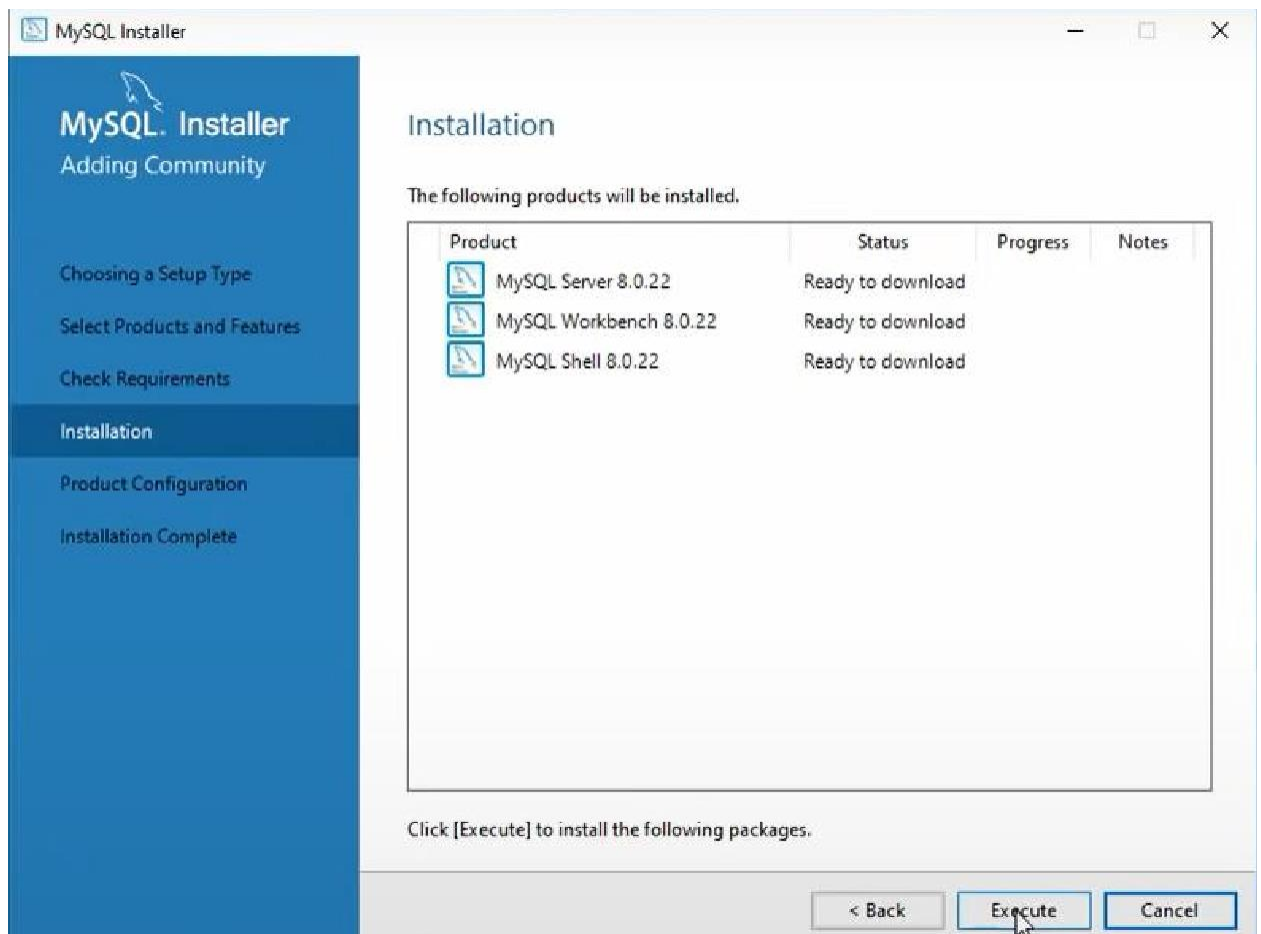 MySQL Installer
MySQL. Installer
Adding Community
Choosing a Setup Type
Select Products and Features
Check Requirements
Installation
Product Configuration
Installation Complete
Installation
The following products will be installed.
Product Status Progress Notes
MySQL Server 8.0.22 Ready to download
MySQL Workbench 8.0.22 Ready to download
MySQL Shell 8.0.22 Ready to download
Click [Execute] to install the following packages.
< Back Execute Cancel